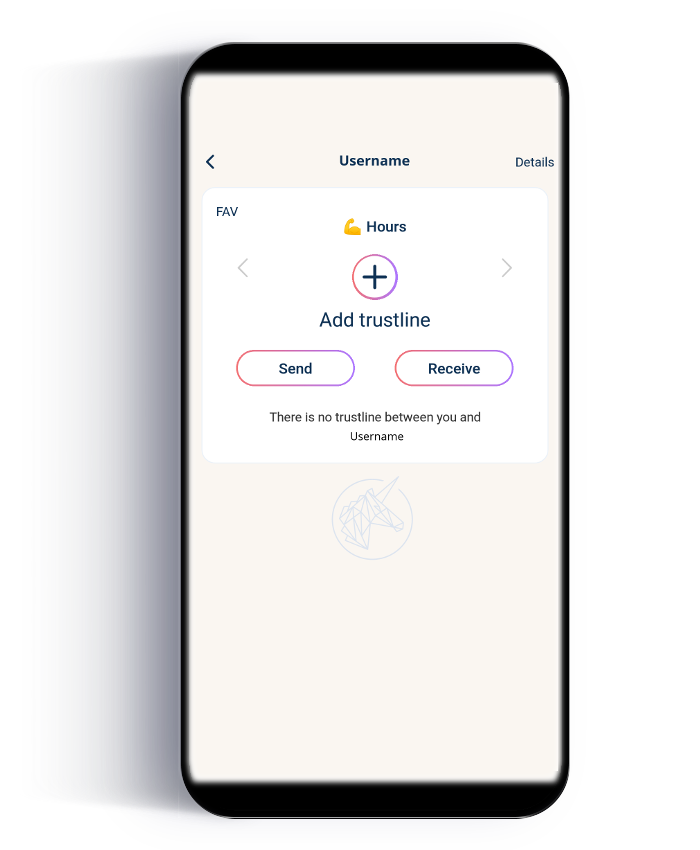 Username
Details
FAV
💪 Hours
Add trustline
Send
Receive
There is no trustline between you and
Username